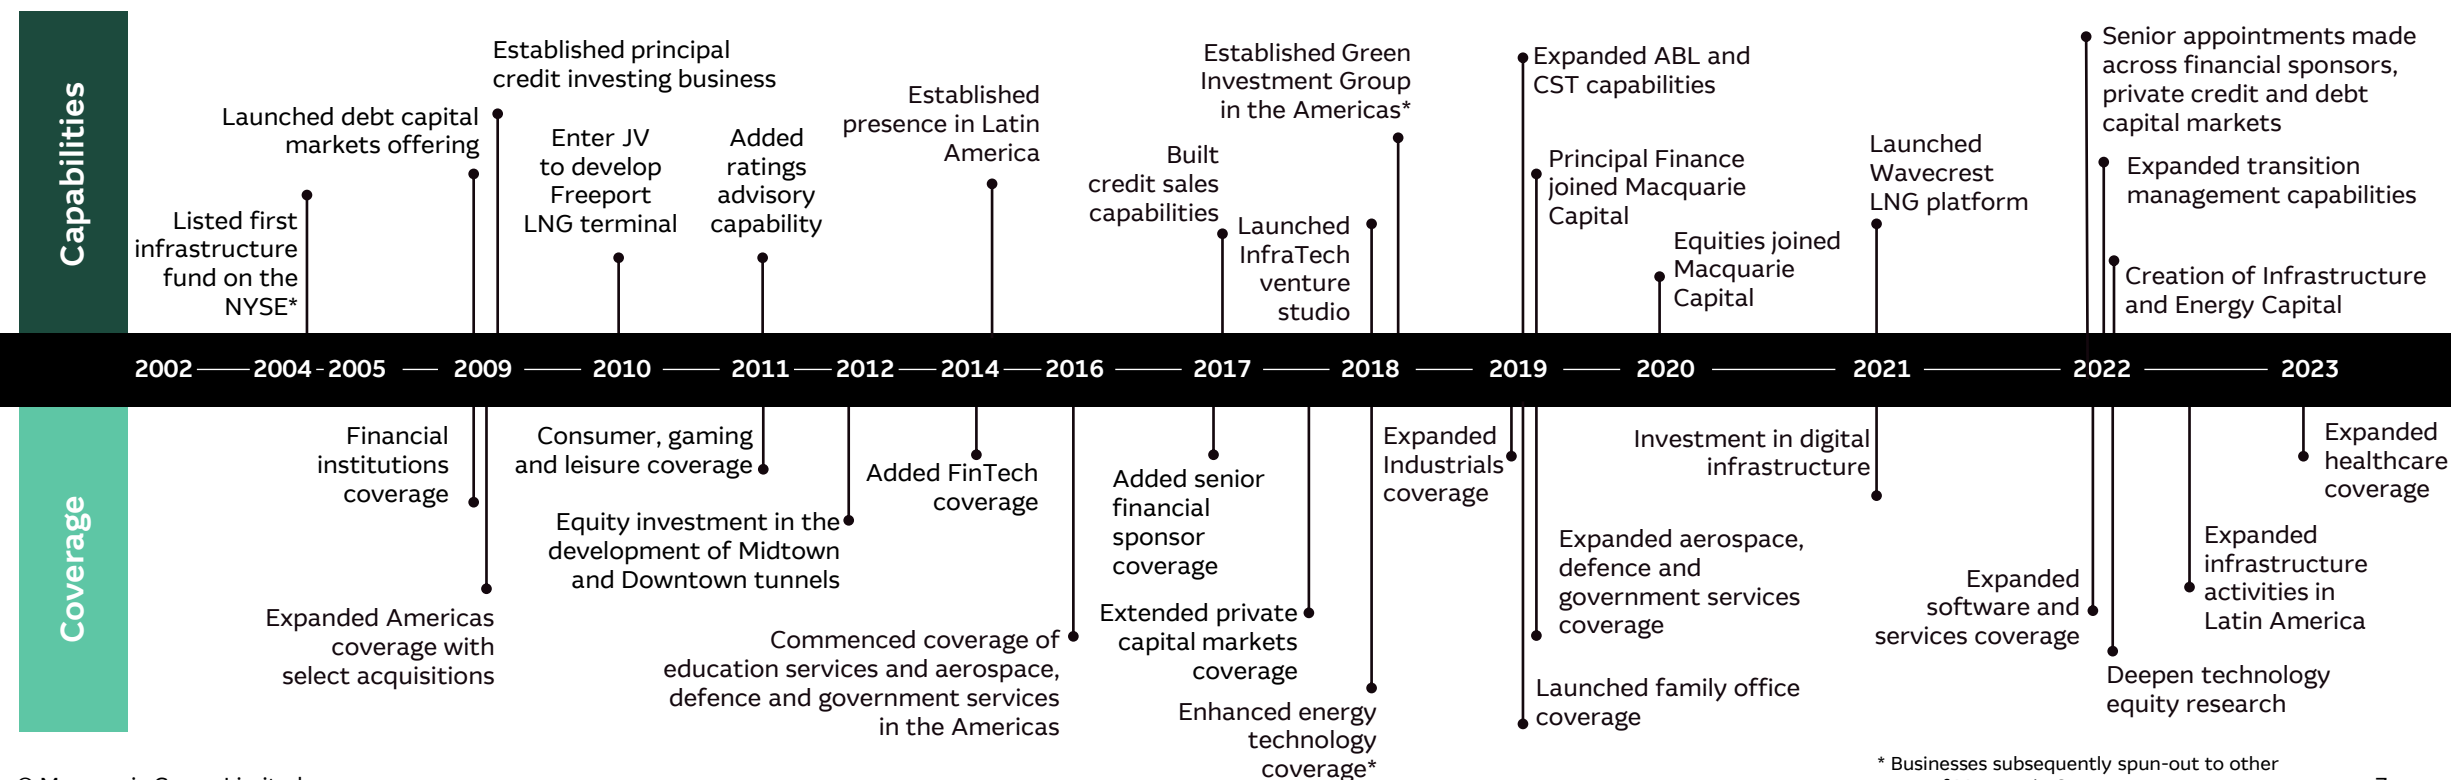 Capabilities
Listed first
infrastructure
fund on the
NYSE*
Launched debt capital
markets offering
Established principal
credit investing business
Enter JV
to develop
Freeport
LNG terminal
Added
ratings
advisory
capability
Established
presence in Latin
America
Built
credit sales
capabilities
Launched
InfraTech
venture
studio
Established Green
Investment Group
in the Americas*
Expanded ABL and
CST capabilities
Principal Finance
joined Macquarie
Capital
Equities joined
Macquarie
Capital
Launched
Wavecrest
LNG platform
Senior appointments made
across financial sponsors,
private credit and debt
capital markets
Expanded transition
management capabilities
Creation of Infrastructure
and Energy Capital
2002 2004 - 2005 2009 2010 2011 2012 2014 2016 2017 2018 2019 2020 2021 2022 2023
Coverage
Financial
institutions
coverage
Expanded Americas
coverage with
select acquisitions
Consumer, gaming
and leisure coverage
Equity investment in the
development of Midtown
and Downtown tunnels
Added FinTech
coverage
Commenced coverage of
education services and aerospace,
defence and government services
in the Americas
Added senior
financial
sponsor
coverage
Extended private
capital markets
coverage
Enhanced energy
technology
coverage*
Expanded
Industrials
coverage
Expanded aerospace,
defence and
government services
coverage
Launched family office
coverage
Investment in digital
infrastructure
Expanded
software and
services coverage
Deepen technology
equity research
Expanded
infrastructure
activities in
Latin America
Expanded
healthcare
coverage
* Businesses subsequently spun-out to other